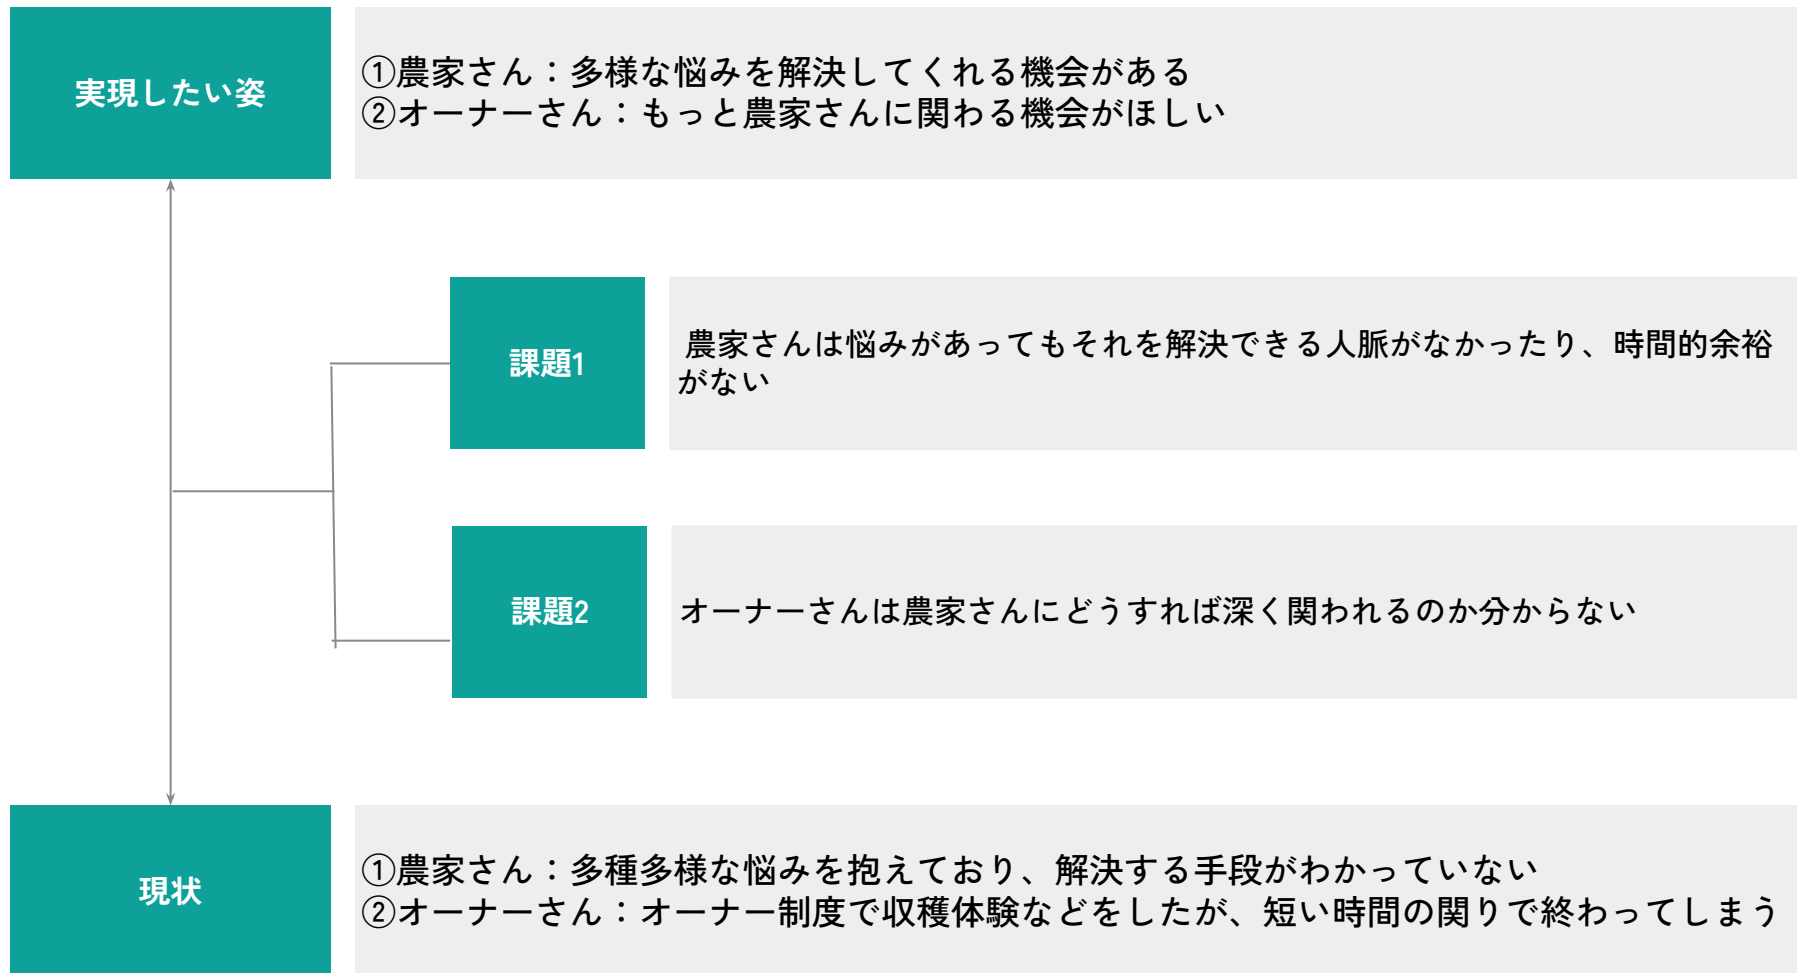 実現したい姿
①農家さん：多様な悩みを解決してくれる機会がある
②オーナーさん：もっと農家さんに関わる機会がほしい
課題1
農家さんは悩みがあってもそれを解決できる人脈がなかったり、時間的余裕
がない
課題2
オーナーさんは農家さんにどうすれば深く関われるのか分からない
現状
①農家さん：多種多様な悩みを抱えており、解決する手段がわかっていない
②オーナーさん：オーナー制度で収穫体験などをしたが、短い時間の関りで終わってしまう